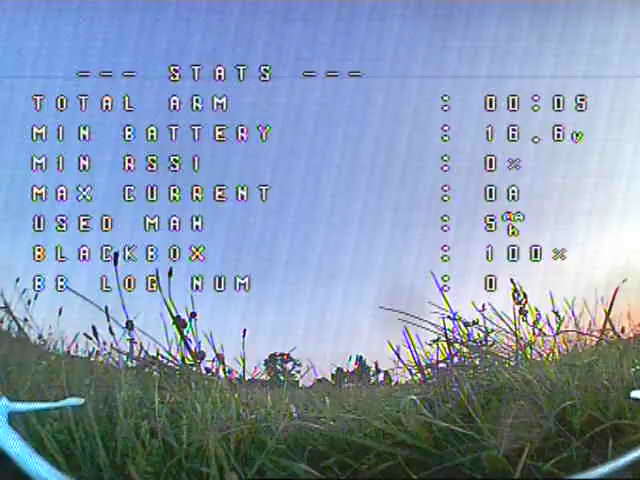 --- STATS ---
TOTAL ARM : 00:05
MIN BATTERY : 16.6V
MIN RSSI : 0%
MAX CURRENT : 0A
USED MAH : 5mAh
BLACKBOX : 100%
BB LOG NUM : 0